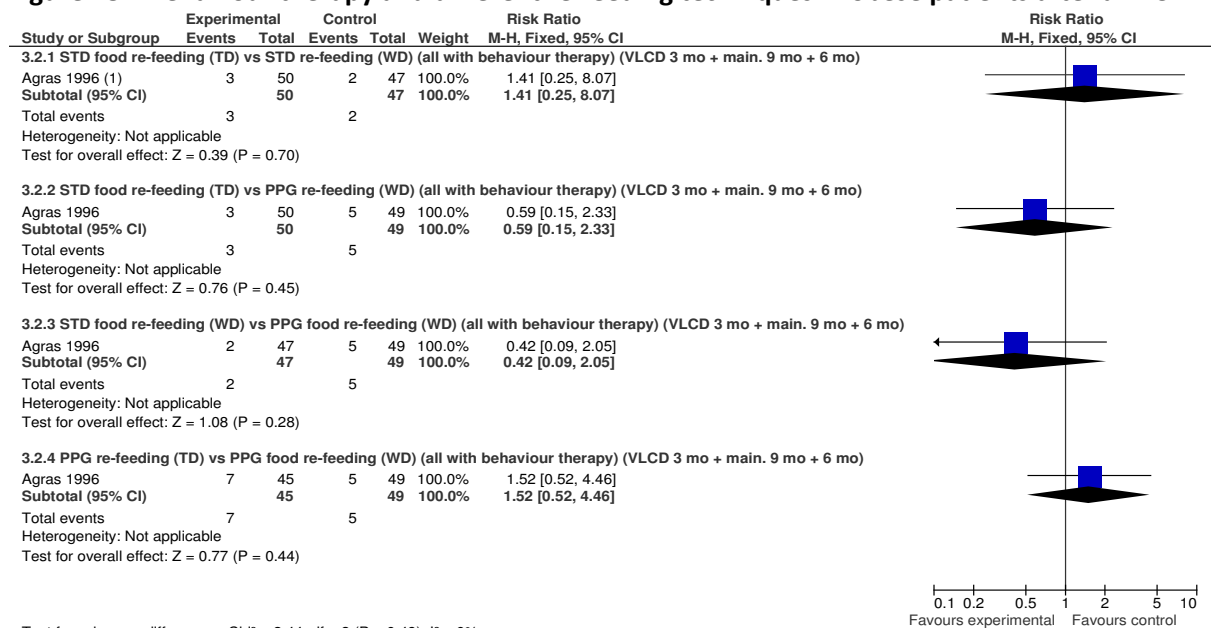 Experimental Control Risk Ratio Risk Ratio
Study or Subgroup Events Total Events Total Weight M-H, Fixed, 95% CI M-H, Fixed, 95% CI
3.2.1 STD food re-feeding (TD) vs STD re-feeding (WD) (all with behaviour therapy) (VLCD 3 mo + main. 9 mo + 6 mo)
Agras 1996 (1) 3 50 2 47 100.0% 1.41 [0.25, 8.07]
Subtotal (95% CI) 50 47 100.0% 1.41 [0.25, 8.07]
Total events 3 2
Heterogeneity: Not applicable
Test for overall effect: Z = 0.39 (P = 0.70)
3.2.2 STD food re-feeding (TD) vs PPG re-feeding (WD) (all with behaviour therapy) (VLCD 3 mo + main. 9 mo + 6 mo)
Agras 1996 3 50 5 49 100.0% 0.59 [0.15, 2.33]
Subtotal (95% CI) 50 49 100.0% 0.59 [0.15, 2.33]
Total events 3 5
Heterogeneity: Not applicable
Test for overall effect: Z = 0.76 (P = 0.45)
3.2.3 STD food re-feeding (WD) vs PPG food re-feeding (WD) (all with behaviour therapy) (VLCD 3 mo + main. 9 mo + 6 mo)
Agras 1996 2 47 5 49 100.0% 0.42 [0.09, 2.05]
Subtotal (95% CI) 47 49 100.0% 0.42 [0.09, 2.05]
Total events 2 5
Heterogeneity: Not applicable
Test for overall effect: Z = 1.08 (P = 0.28)
3.2.4 PPG re-feeding (TD) vs PPG food re-feeding (WD) (all with behaviour therapy) (VLCD 3 mo + main. 9 mo + 6 mo)
Agras 1996 7 45 5 49 100.0% 1.52 [0.52, 4.46]
Subtotal (95% CI) 45 49 100.0% 1.52 [0.52, 4.46]
Total events 7 5
Heterogeneity: Not applicable
Test for overall effect: Z = 0.77 (P = 0.44)
0.1 0.2 0.5 1 2 5 10
Favours experimental Favours control